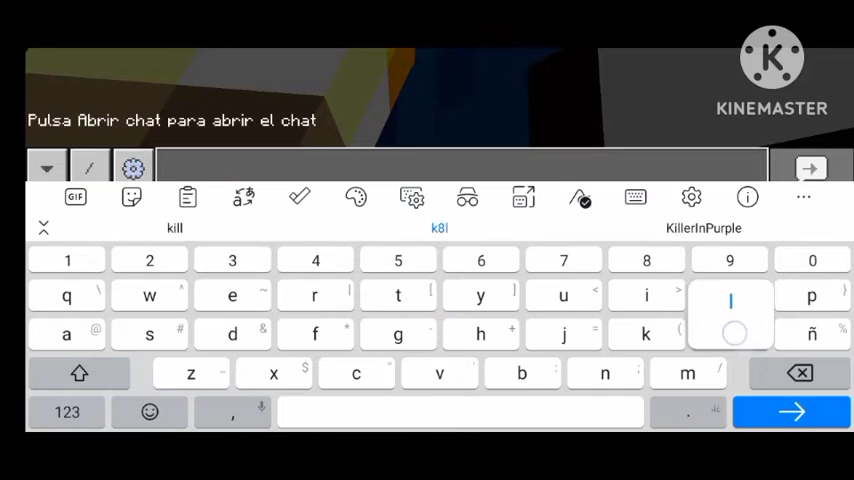 K
KINEMASTER
Pulsa Abrir chat para abrir el chat
/
GIF
kill k8l KillerInPurple
1 2 3 4 5 6 7 8 9 0
q \ w ^ e ~ r | t [ y ] u < i > l p }
a @ s # d & f * g - h + j = k ( ñ %
z _ x $ c " v ' b : n ; m /
123 , .